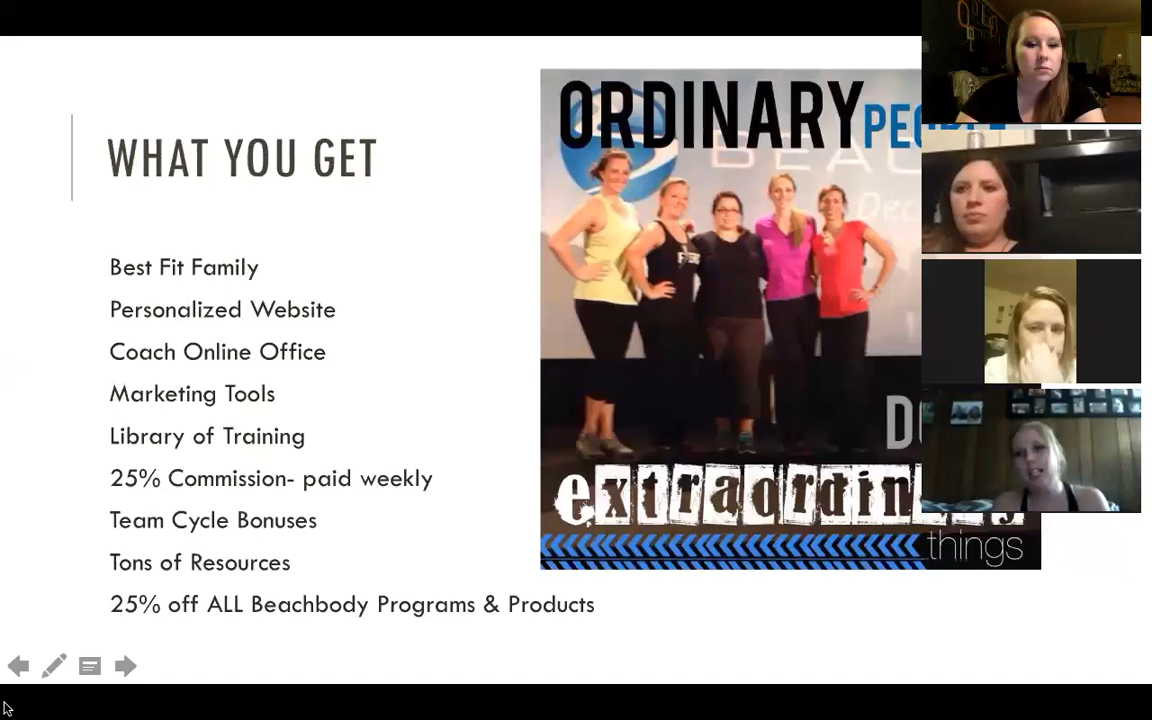 WHAT YOU GET
Best Fit Family
Personalized Website
Coach Online Office
Marketing Tools
Library of Training
25% Commission- paid weekly
Team Cycle Bonuses
Tons of Resources
25% off ALL Beachbody Programs & Products
ORDINARY
things